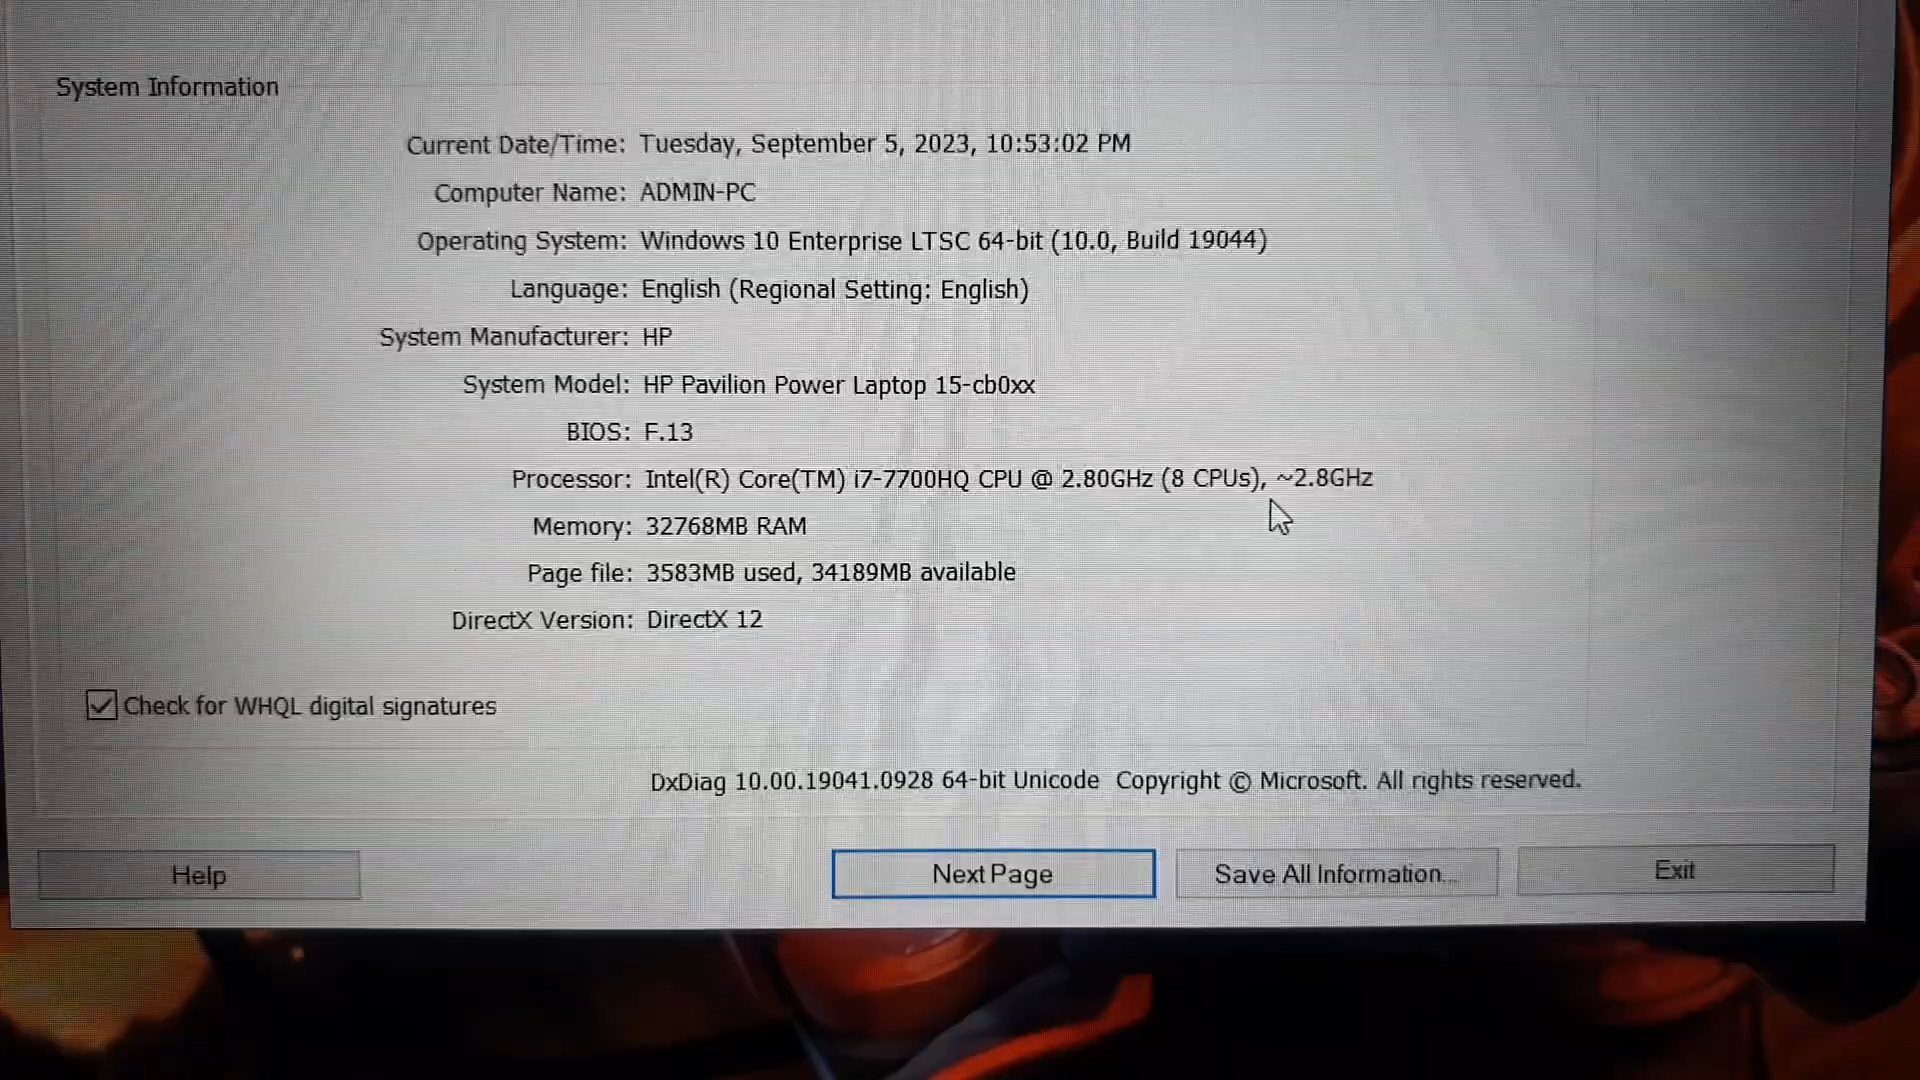 System Information
Current Date/Time: Tuesday, September 5, 2023, 10:53:02 PM
Computer Name: ADMIN-PC
Operating System: Windows 10 Enterprise LTSC 64-bit (10.0, Build 19044)
Language: English (Regional Setting: English)
System Manufacturer: HP
System Model: HP Pavilion Power Laptop 15-cb0xx
BIOS: F.13
Processor: Intel(R) Core(TM) i7-7700HQ CPU @ 2.80GHz (8 CPUs), ~2.8GHz
Memory: 32768MB RAM
Page file: 3583MB used, 34189MB available
DirectX Version: DirectX 12
Check for WHQL digital signatures
DxDiag 10.00.19041.0928 64-bit Unicode Copyright © Microsoft. All rights reserved.
Help Next Page Save All Information... Exit